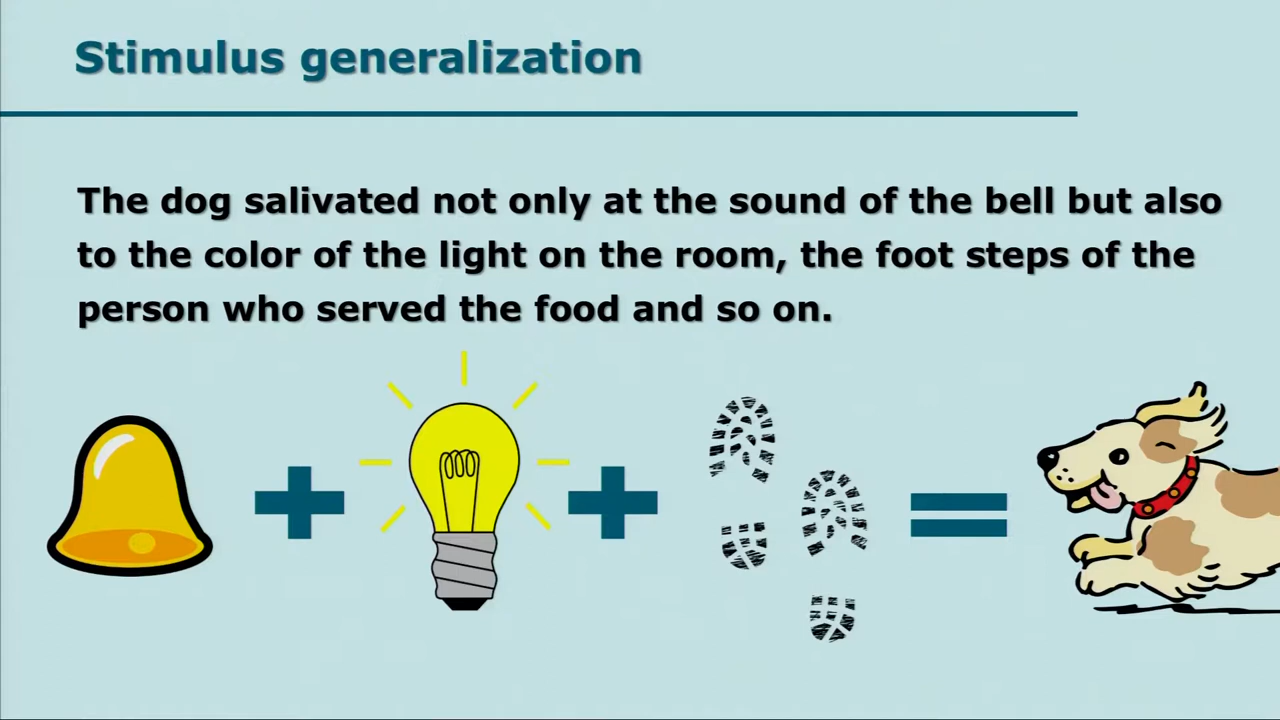 Stimulus generalization
The dog salivated not only at the sound of the bell but also
to the color of the light on the room, the foot steps of the
person who served the food and so on.